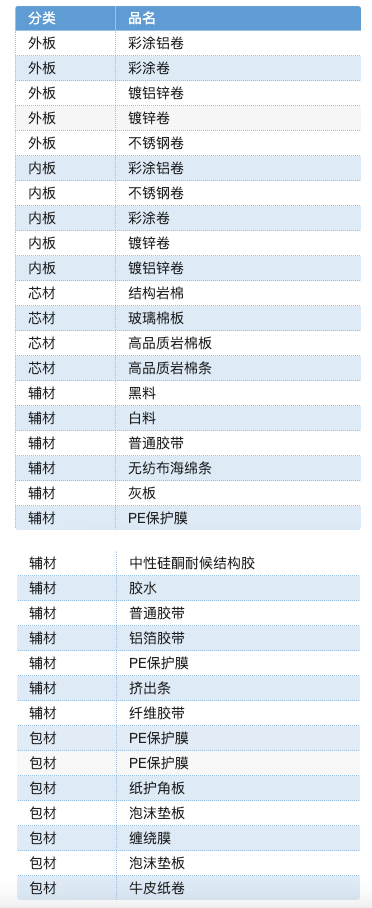 分类 品名
外板 彩涂铝卷
外板 彩涂卷
外板 镀铝锌卷
外板 镀锌卷
外板 不锈钢卷
内板 彩涂铝卷
内板 不锈钢卷
内板 彩涂卷
内板 镀锌卷
内板 镀铝锌卷
芯材 结构岩棉
芯材 玻璃棉板
芯材 高品质岩棉板
芯材 高品质岩棉条
辅材 黑料
辅材 白料
辅材 普通胶带
辅材 无纺布海绵条
辅材 灰板
辅材 PE保护膜
辅材 中性硅酮耐候结构胶
辅材 胶水
辅材 普通胶带
辅材 铝箔胶带
辅材 PE保护膜
辅材 挤出条
辅材 纤维胶带
包材 PE保护膜
包材 PE保护膜
包材 纸护角板
包材 泡沫垫板
包材 缠绕膜
包材 泡沫垫板
包材 牛皮纸卷